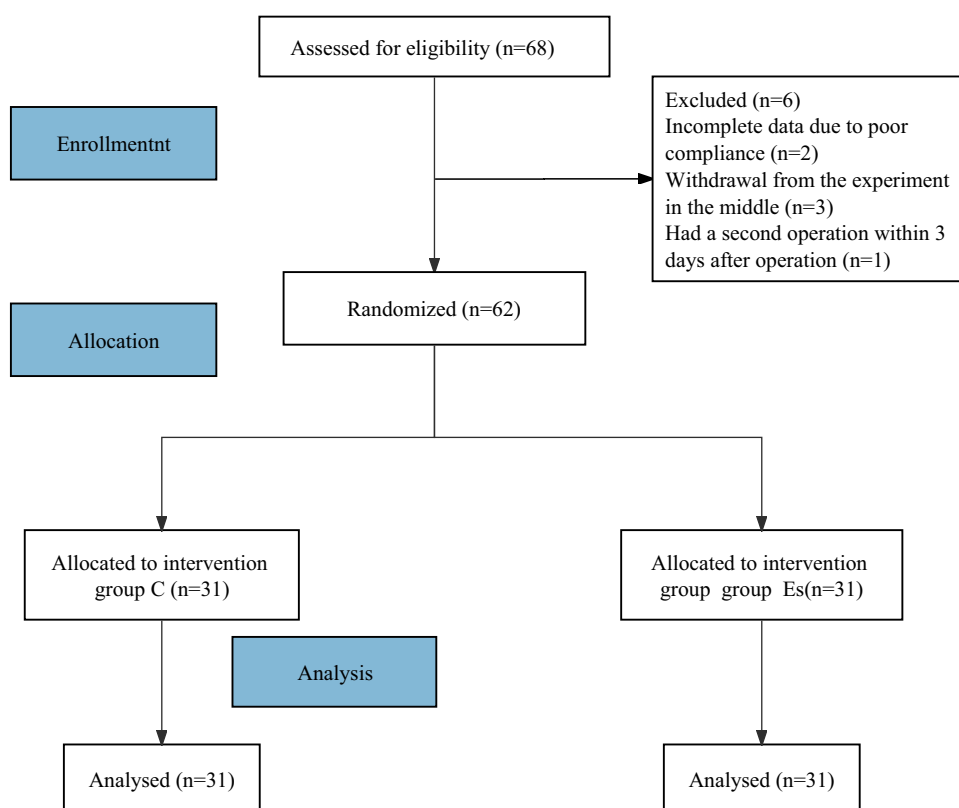 Assessed for eligibility (n=68)
Excluded (n=6)
Incomplete data due to poor
compliance (n=2)
Withdrawal from the experiment
in the middle (n=3)
Had a second operation within 3
days after operation (n=1)
Enrollmentnt
Randomized (n=62)
Allocation
Allocated to intervention
group C (n=31)
Allocated to intervention
group group Es(n=31)
Analysis
Analysed (n=31)
Analysed (n=31)